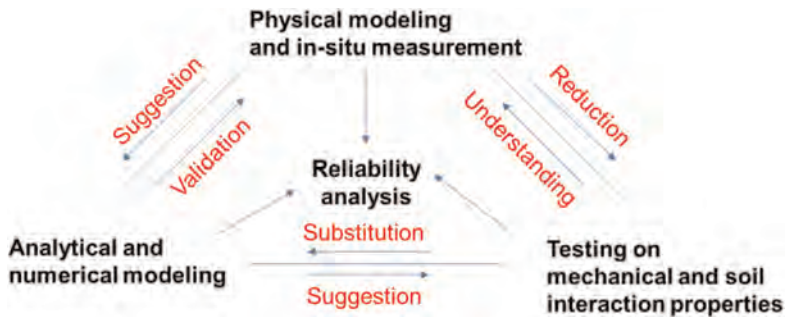 Physical modeling
and in-situ measurement
Suggestion
Validation
Reduction
Understanding
Reliability
analysis
Analytical and
numerical modeling
Substitution
Suggestion
Testing on
mechanical and soil
interaction properties